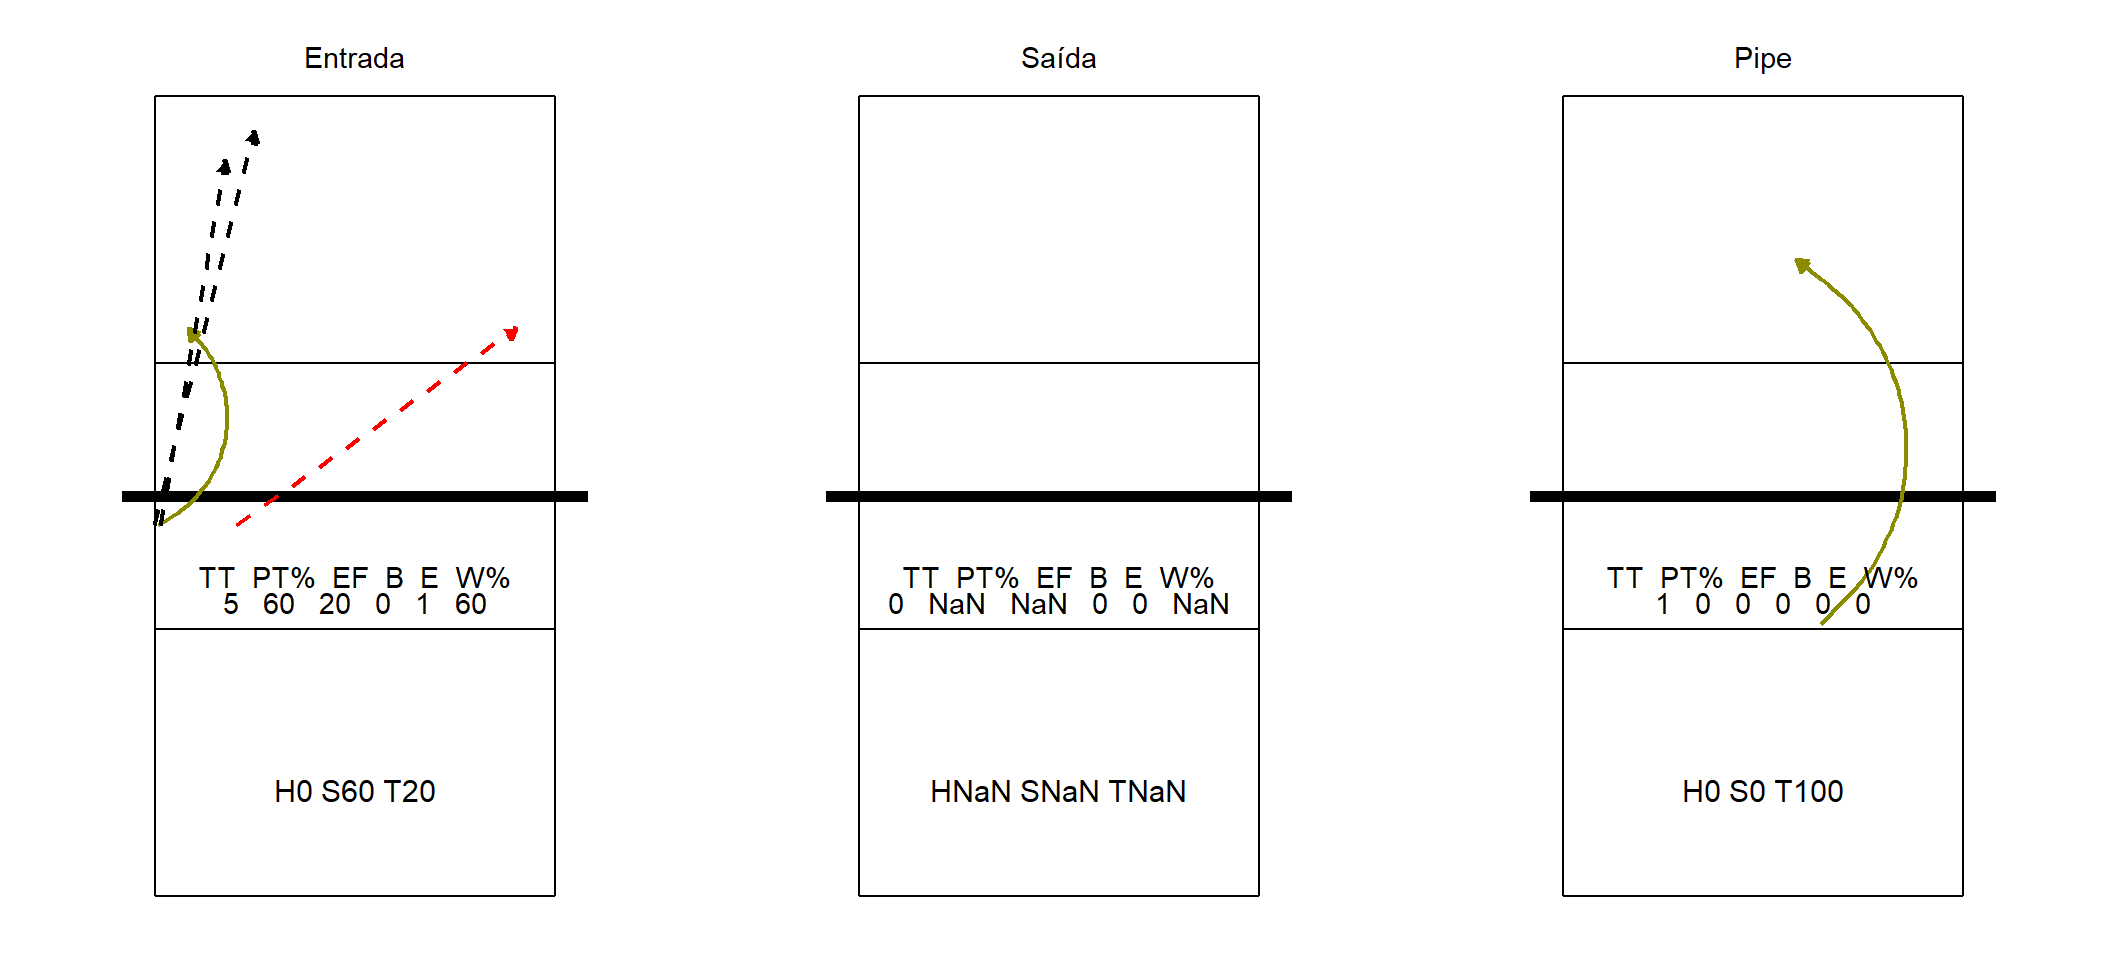 Entrada
TT PT% EF B E W%
5 60 20 0 1 60
H0 S60 T20
Saída
TT PT% EF B E W%
0 NaN NaN 0 0 NaN
HNaN SNaN TNaN
Pipe
TT PT% EF B E W%
1 0 0 0 0 0
H0 S0 T100